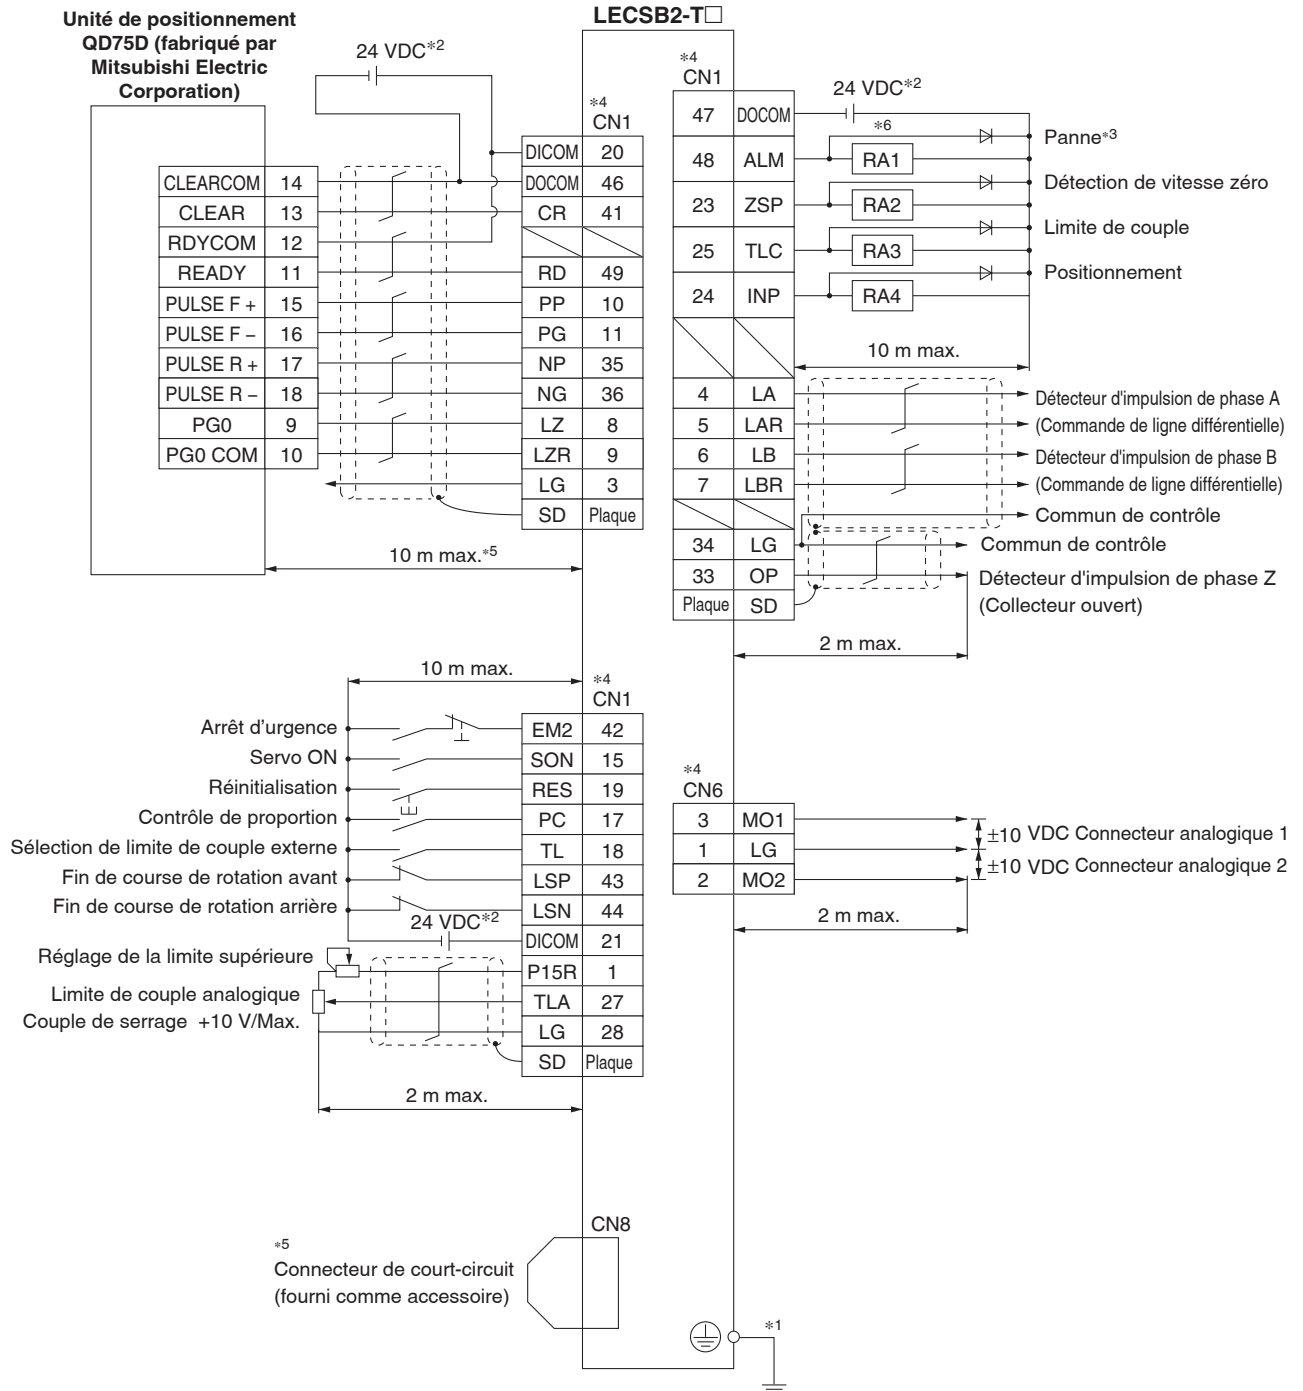 LECSB2-T□
Unité de positionnement
QD75D (fabriqué par
Mitsubishi Electric
Corporation)
24 VDC*2
*4
CN1
DICOM 20
CLEARCOM 14 DOCOM 46
CLEAR 13 CR 41
RDYCOM 12
READY 11 RD 49
PULSE F + 15 PP 10
PULSE F − 16 PG 11
PULSE R + 17 NP 35
PULSE R − 18 NG 36
PG0 9 LZ 8
PG0 COM 10 LZR 9
LG 3
SD Plaque
10 m max.*5
*4
CN1
24 VDC*2
47 DOCOM
*6
48 ALM RA1 Panne*3
23 ZSP RA2 Détection de vitesse zéro
25 TLC RA3 Limite de couple
24 INP RA4 Positionnement
10 m max.
4 LA Détecteur d'impulsion de phase A
5 LAR (Commande de ligne différentielle)
6 LB Détecteur d'impulsion de phase B
7 LBR (Commande de ligne différentielle)
Commun de contrôle
34 LG Commun de contrôle
33 OP Détecteur d'impulsion de phase Z
Plaque SD (Collecteur ouvert)
2 m max.
10 m max.
*4
CN1
Arrêt d’urgence EM2 42
Servo ON SON 15
Réinitialisation RES 19
Contrôle de proportion PC 17
Sélection de limite de couple externe TL 18
Fin de course de rotation avant LSP 43
Fin de course de rotation arrière LSN 44
24 VDC*2 DICOM 21
Réglage de la limite supérieure P15R 1
Limite de couple analogique TLA 27
Couple de serrage +10 V/Max. LG 28
SD Plaque
2 m max.
*4
CN6
3 MO1
±10 VDC Connecteur analogique 1
1 LG
±10 VDC Connecteur analogique 2
2 MO2
2 m max.
CN8
*5
Connecteur de court-circuit
(fourni comme accessoire)
*1